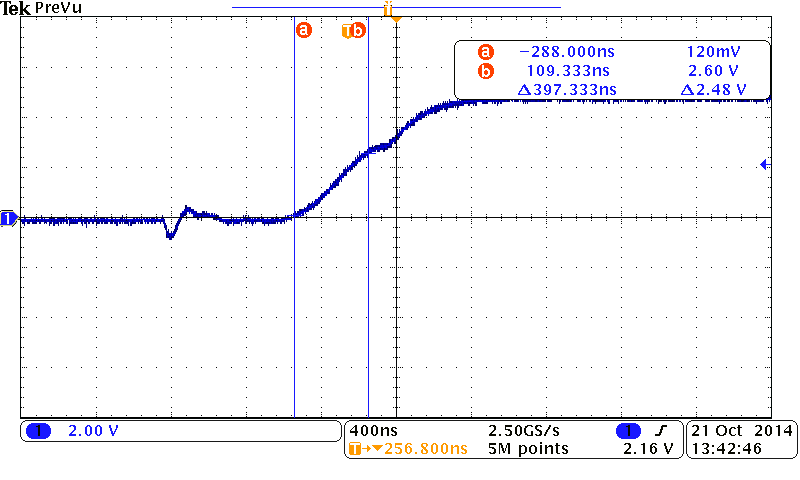 Tek PreVu
T
a T b
a −288.000ns 120mV
b 109.333ns 2.60 V
Δ397.333ns Δ2.48 V
1
1 2.00 V
400ns 2.50GS/s 1
T→▼256.800ns 5M points 2.16 V
21 Oct 2014
13:42:46